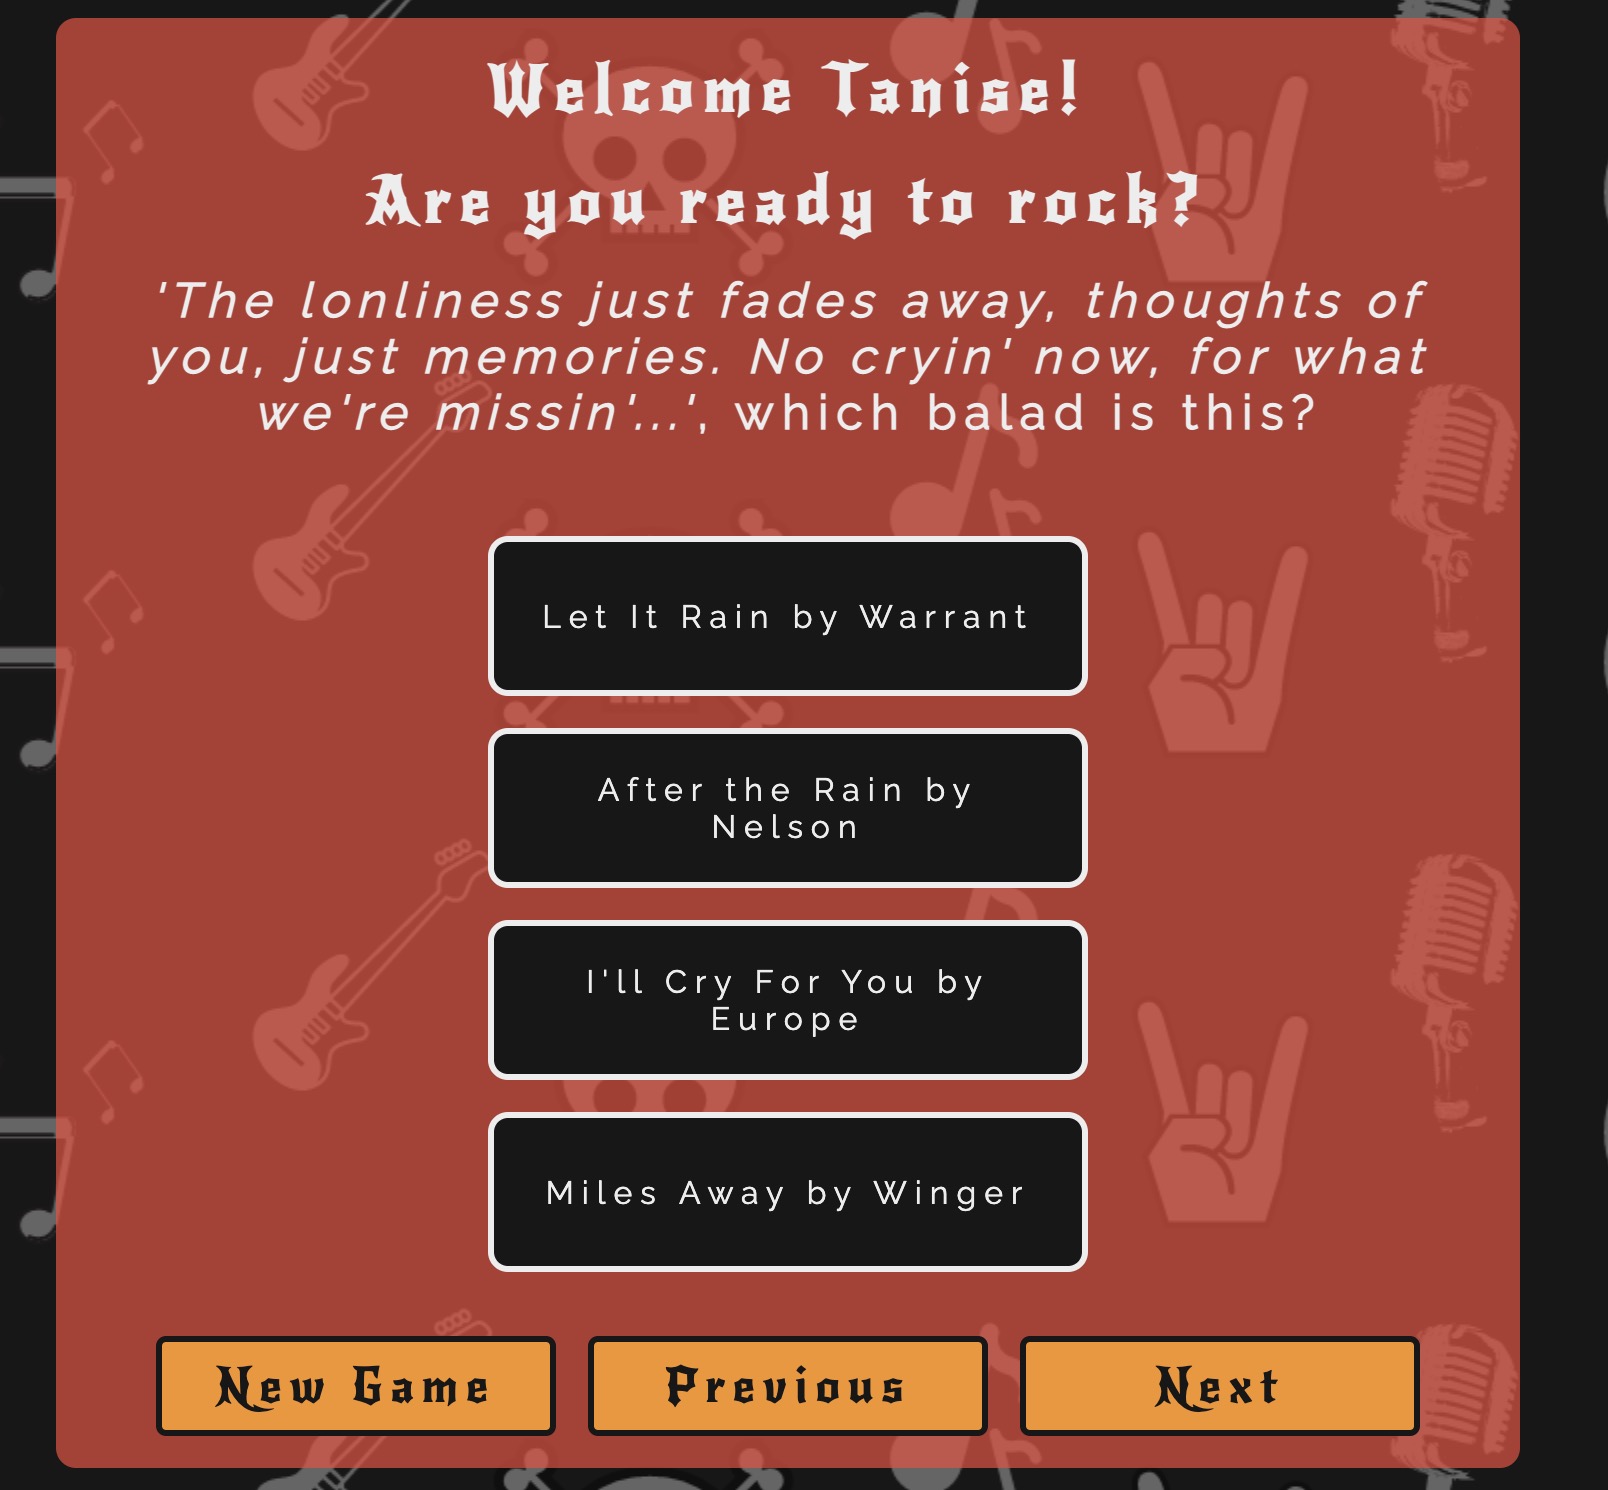 Welcome Tanise!
Are you ready to rock?
'The lonliness just fades away, thoughts of
you, just memories. No cryin' now, for what
we're missin'...', which balad is this?
Let It Rain by Warrant
After the Rain by
Nelson
I'll Cry For You by
Europe
Miles Away by Winger
New Game
Previous
Next